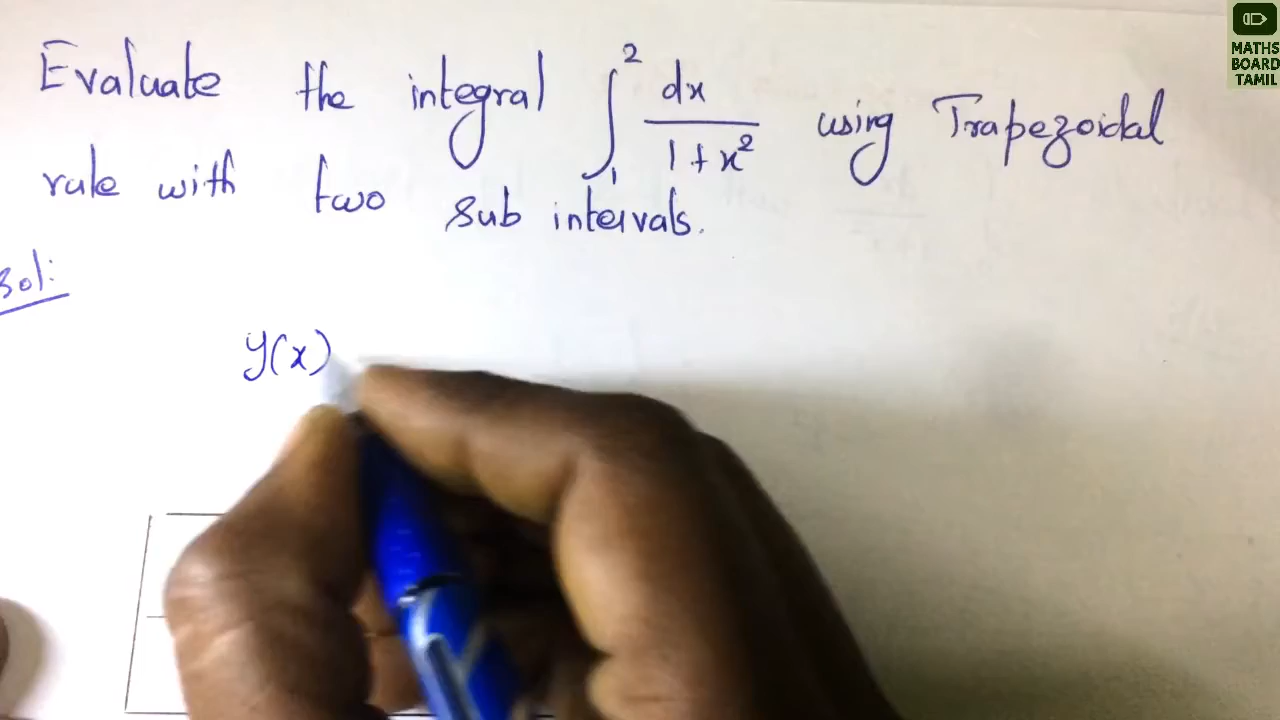 Evaluate the integral ∫₁² dx/(1+x²) using Trapezoidal
rule with two sub intervals.
Sol:
y(x)
MATHS
BOARD
TAMIL